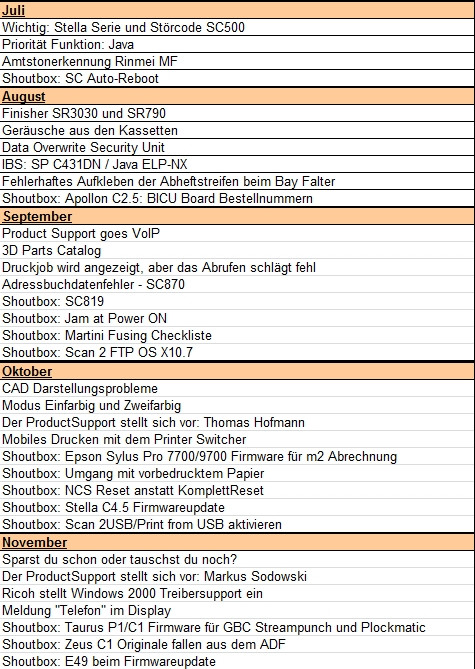 Juli
Wichtig: Stella Serie und Störcode SC500
Priorität Funktion: Java
Amtstonerkennung Rinmei MF
Shoutbox: SC Auto-Reboot
August
Finisher SR3030 und SR790
Geräusche aus den Kassetten
Data Overwrite Security Unit
IBS: SP C431DN / Java ELP-NX
Fehlerhaftes Aufkleben der Abheftstreifen beim Bay Falter
Shoutbox: Apollon C2.5: BICU Board Bestellnummern
September
Product Support goes VoIP
3D Parts Catalog
Druckjob wird angezeigt, aber das Abrufen schlägt fehl
Adressbuchdatenfehler - SC870
Shoutbox: SC819
Shoutbox: Jam at Power ON
Shoutbox: Martini Fusing Checkliste
Shoutbox: Scan 2 FTP OS X10.7
Oktober
CAD Darstellungsprobleme
Modus Einfarbig und Zweifarbig
Der ProductSupport stellt sich vor: Thomas Hofmann
Mobiles Drucken mit dem Printer Switcher
Shoutbox: Epson Sylus Pro 7700/9700 Firmware für m2 Abrechnung
Shoutbox: Umgang mit vorbedrucktem Papier
Shoutbox: NCS Reset anstatt KomplettReset
Shoutbox: Stella C4.5 Firmwareupdate
Shoutbox: Scan 2USB/Print from USB aktivieren
November
Sparst du schon oder tauschst du noch?
Der ProductSupport stellt sich vor: Markus Sodowski
Ricoh stellt Windows 2000 Treibersupport ein
Meldung "Telefon" im Display
Shoutbox: Taurus P1/C1 Firmware für GBC Streampunch und Plockmatic
Shoutbox: Zeus C1 Originale fallen aus dem ADF
Shoutbox: E49 beim Firmwareupdate